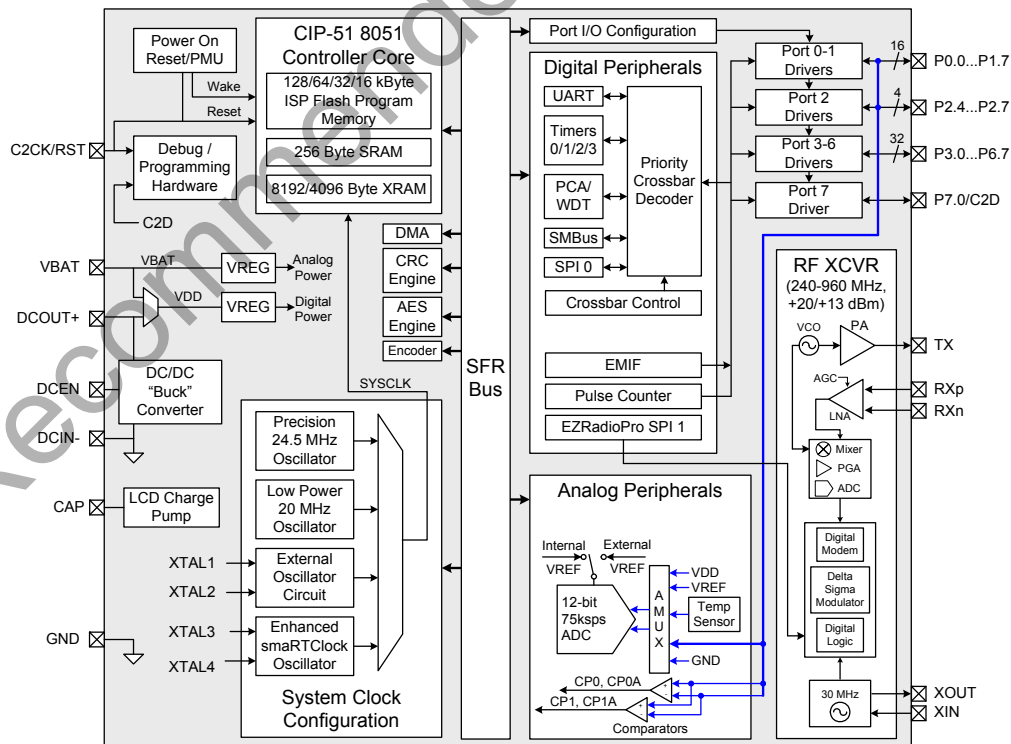 Recommende
Power On
Reset/PMU
Wake
Reset
C2CK/RST
Debug /
Programming
Hardware
C2D
CIP-51 8051
Controller Core
128/64/32/16 kByte
ISP Flash Program
Memory
256 Byte SRAM
8192/4096 Byte XRAM
VBAT
VBAT
VREG
Analog
Power
VDD
VREG
Digital
Power
DCOUT+
DC/DC
“Buck”
Converter
DCEN
DCIN-
CAP
LCD Charge
Pump
DMA
CRC
Engine
AES
Engine
Encoder
SYSCLK
Precision
24.5 MHz
Oscillator
Low Power
20 MHz
Oscillator
XTAL1
XTAL2
External
Oscillator
Circuit
XTAL3
XTAL4
Enhanced
smaRTClock
Oscillator
GND
System Clock
Configuration
SFR
Bus
Port I/O Configuration
Digital Peripherals
UART
Timers
0/1/2/3
PCA/
WDT
SMBus
SPI 0
Priority
Crossbar
Decoder
Crossbar Control
EMIF
Pulse Counter
EZRadioPro SPI 1
Port 0-1
Drivers
16
P0.0...P1.7
Port 2
Drivers
4
P2.4...P2.7
Port 3-6
Drivers
32
P3.0...P6.7
Port 7
Driver
P7.0/C2D
Analog Peripherals
Internal
VREF
External
VREF
12-bit
75ksps
ADC
A
M
U
X
VDD
VREF
Temp
Sensor
GND
CP0, CP0A
+
-
CP1, CP1A
+
-
Comparators
RF XCVR
(240-960 MHz,
+20/+13 dBm)
VCO
PA
TX
AGC
LNA
RXp
RXn
Mixer
PGA
ADC
Digital
Modem
Delta
Sigma
Modulator
Digital
Logic
30 MHz
XOUT
XIN